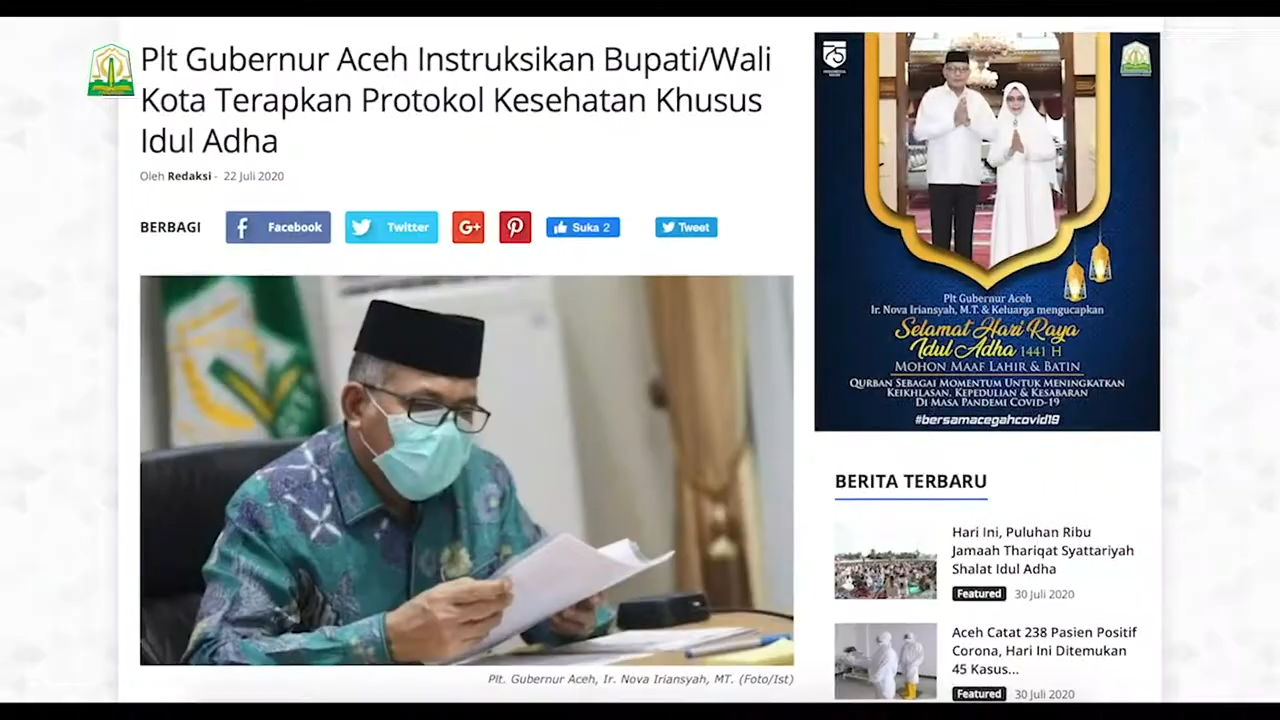 Plt Gubernur Aceh Instruksikan Bupati/Wali
Kota Terapkan Protokol Kesehatan Khusus
Idul Adha
Oleh Redaksi - 22 Juli 2020
BERBAGI
Facebook
Twitter
G+
Suka 2
Tweet
Plt. Gubernur Aceh, Ir. Nova Iriansyah, MT. (Foto/Ist)
75
Plt Gubernur Aceh
Ir. Nova Iriansyah, M.T. & Keluarga mengucapkan
Selamat Hari Raya
Idul Adha 1441 H
MOHON MAAF LAHIR & BATIN
QURBAN SEBAGAI MOMENTUM UNTUK MENINGKATKAN
KEIKHLASAN, KEPEDULIAN & KESABARAN
DI MASA PANDEMI COVID-19
#bersamacegahcovid19
BERITA TERBARU
Hari Ini, Puluhan Ribu
Jamaah Thariqat Syattariyah
Shalat Idul Adha
Featured 30 Juli 2020
Aceh Catat 238 Pasien Positif
Corona, Hari Ini Ditemukan
45 Kasus...
Featured 30 Juli 2020